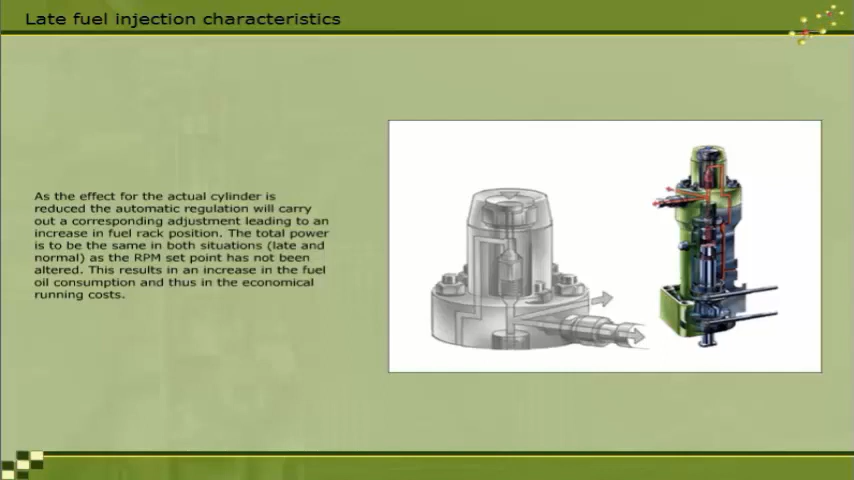 Late fuel injection characteristics
As the effect for the actual cylinder is
reduced the automatic regulation will carry
out a corresponding adjustment leading to an
increase in fuel rack position. The total power
is to be the same in both situations (late and
normal) as the RPM set point has not been
altered. This results in an increase in the fuel
oil consumption and thus in the economical
running costs.